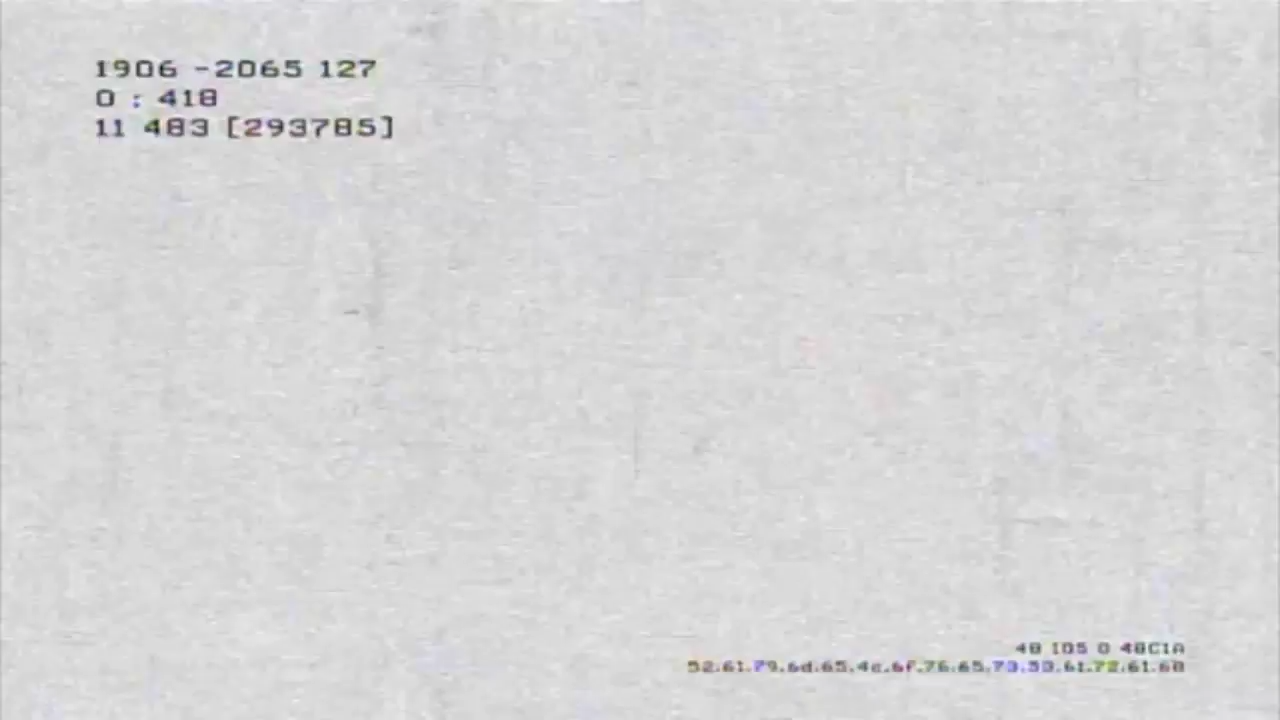 1906 -2065 127
0 : 418
11 483 [293785]
48 105 0 48C1A
52.61.79.6d.65.4c.6f.76.65.73.53.61.72.61.68